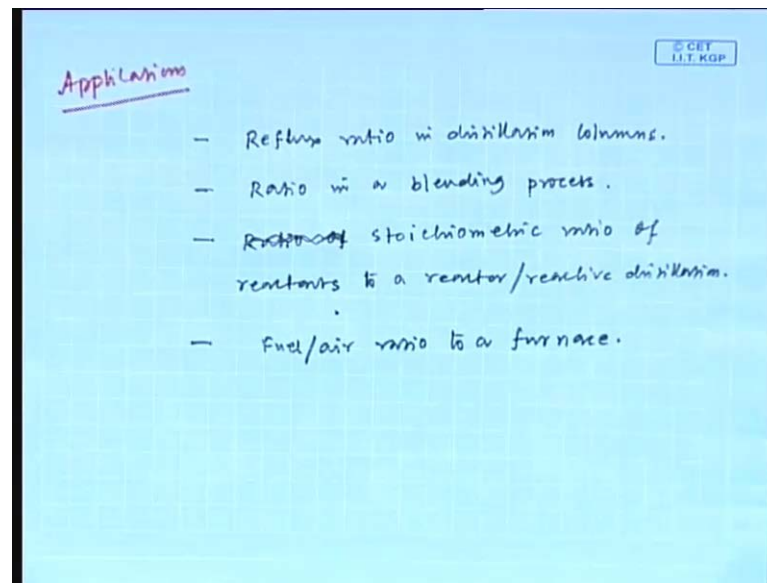 © CET
I.I.T. KGP
Applications
- Reflux ratio in distillation columns.
- Ratio in a blending process.
- Ratio of stoichiometric ratio of
reactants to a reactor/reactive distillation.
- Fuel/air ratio to a furnace.